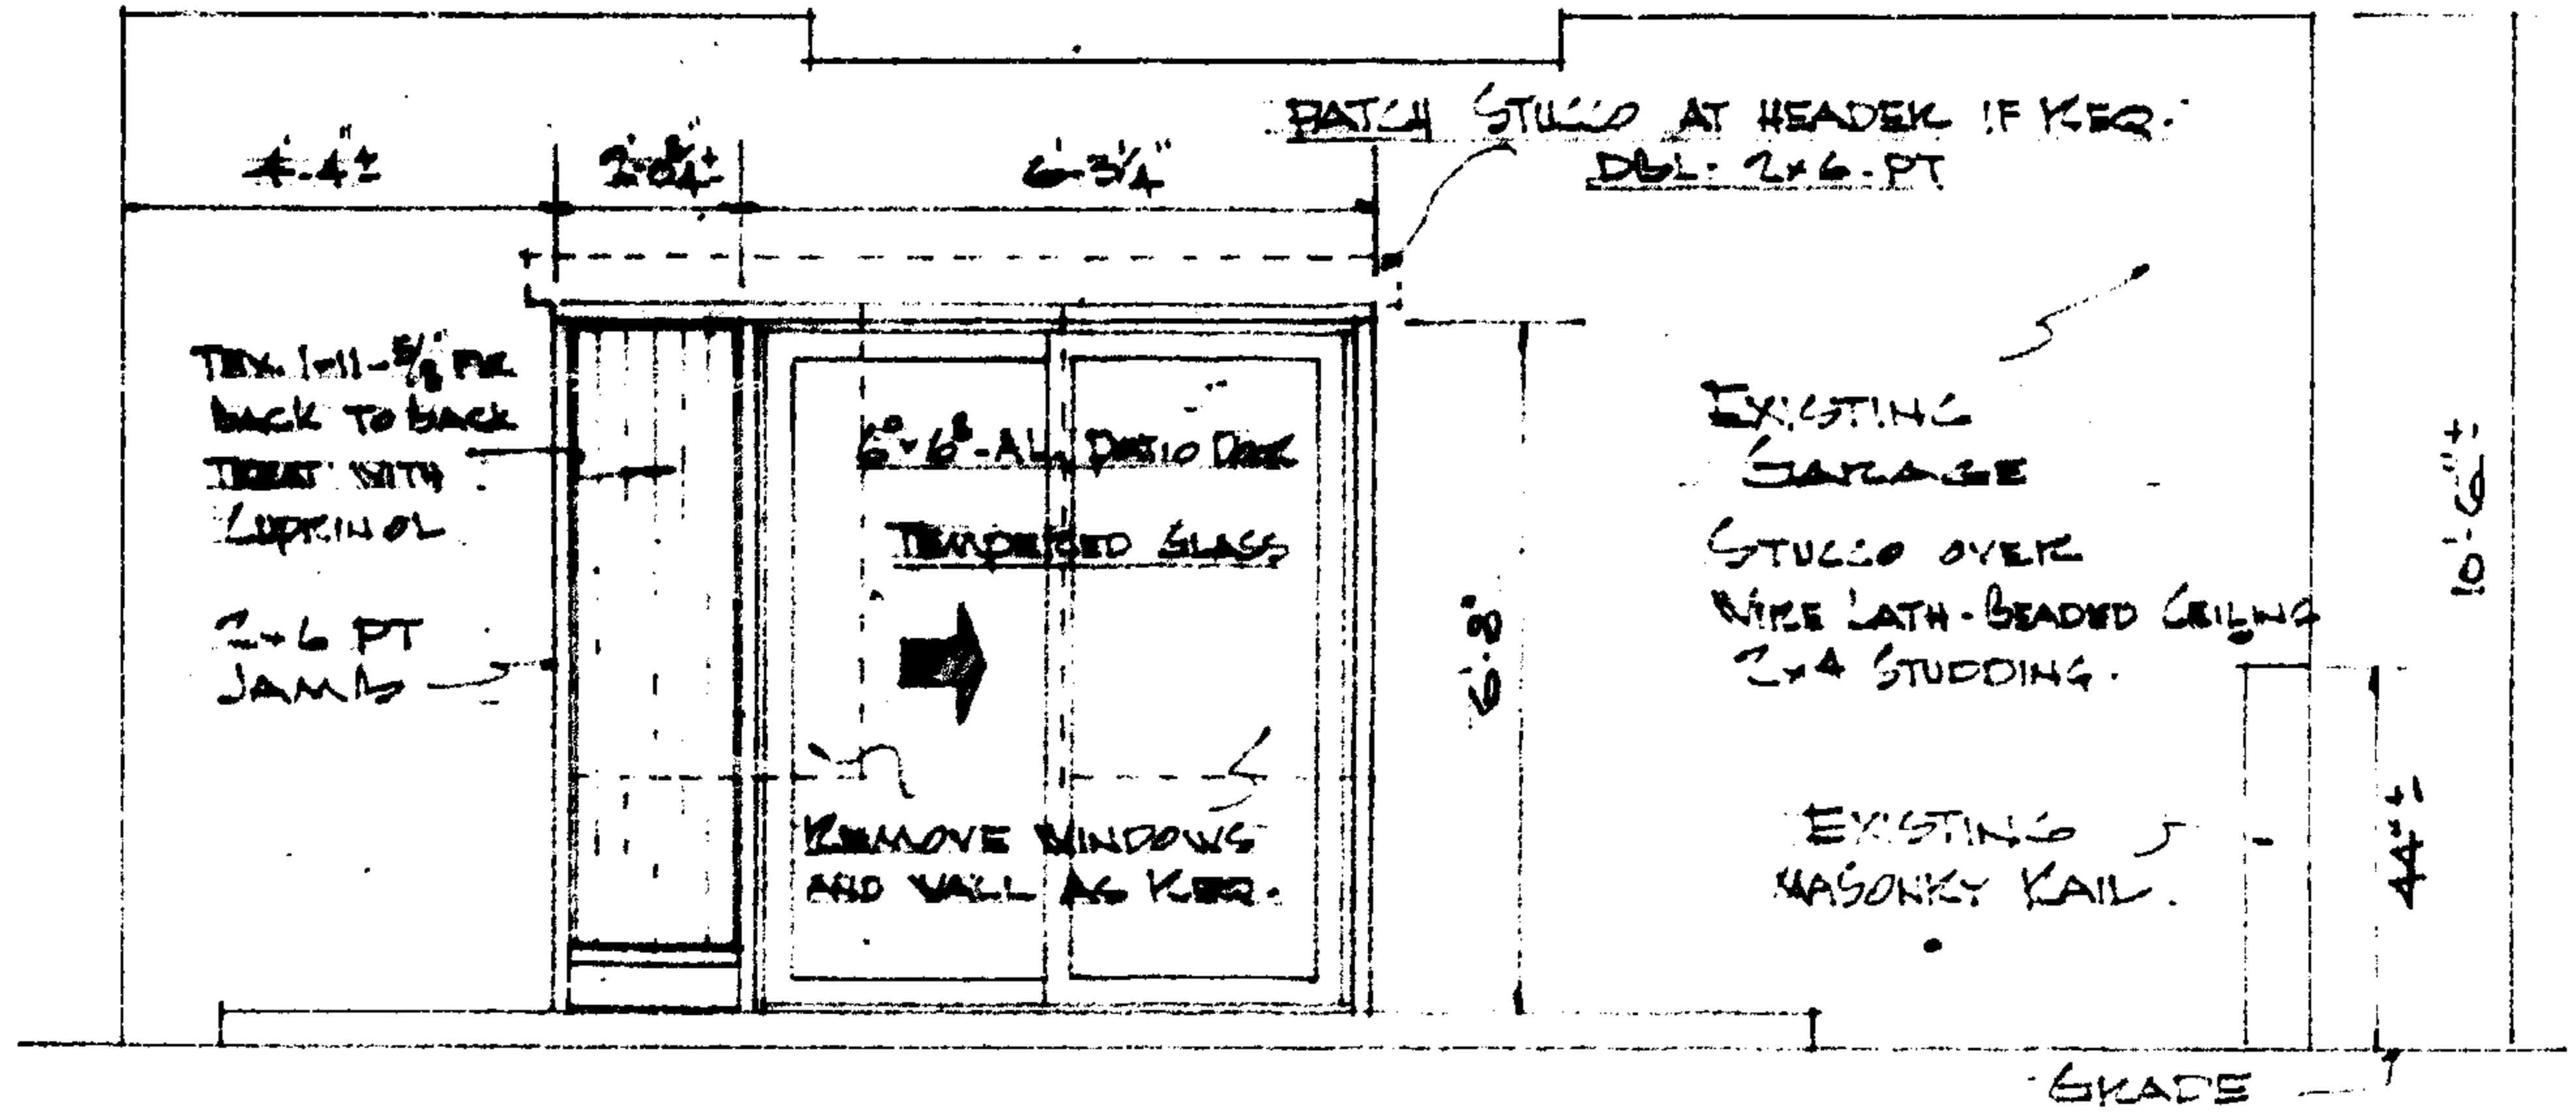 PATCH STUCCO AT HEADER IF REQ.
DBL. 2x6.PT
4'-4"±
2'-8¼"±
6'-3¼"
TEX. 1-11-5/8" FIR
BACK TO BACK
TREAT WITH
CUPRINOL
2x6 PT
JAMB
6⁰x6⁸-AL. PATIO DOOR
TEMPERED GLASS
REMOVE WINDOWS
AND WALL AS REQ.
6'-8"
EXISTING
GARAGE
STUCCO OVER
WIRE LATH-BEADED CEILING
2x4 STUDDING.
EXISTING
MASONRY RAIL.
10'-6"±
44"±
GRADE